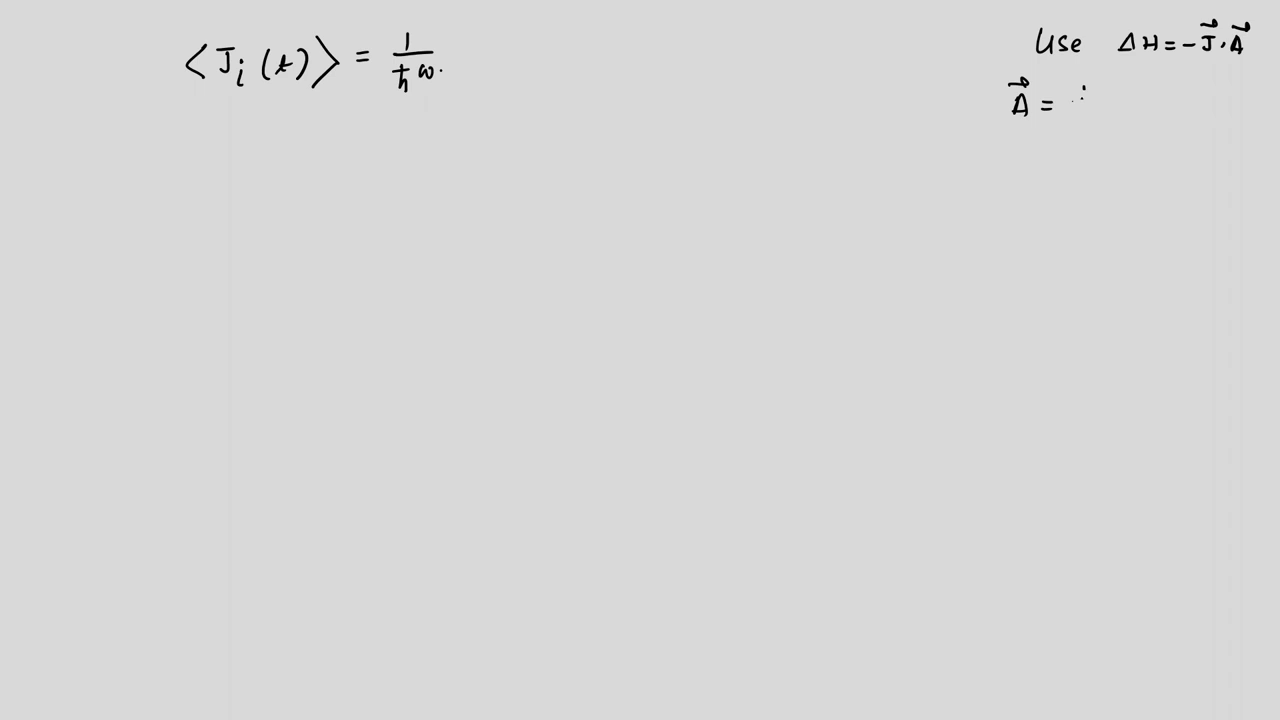 ⟨J_i (t)⟩ = 1/ħω.
Use ΔH = -J⃗·A⃗
A⃗ =